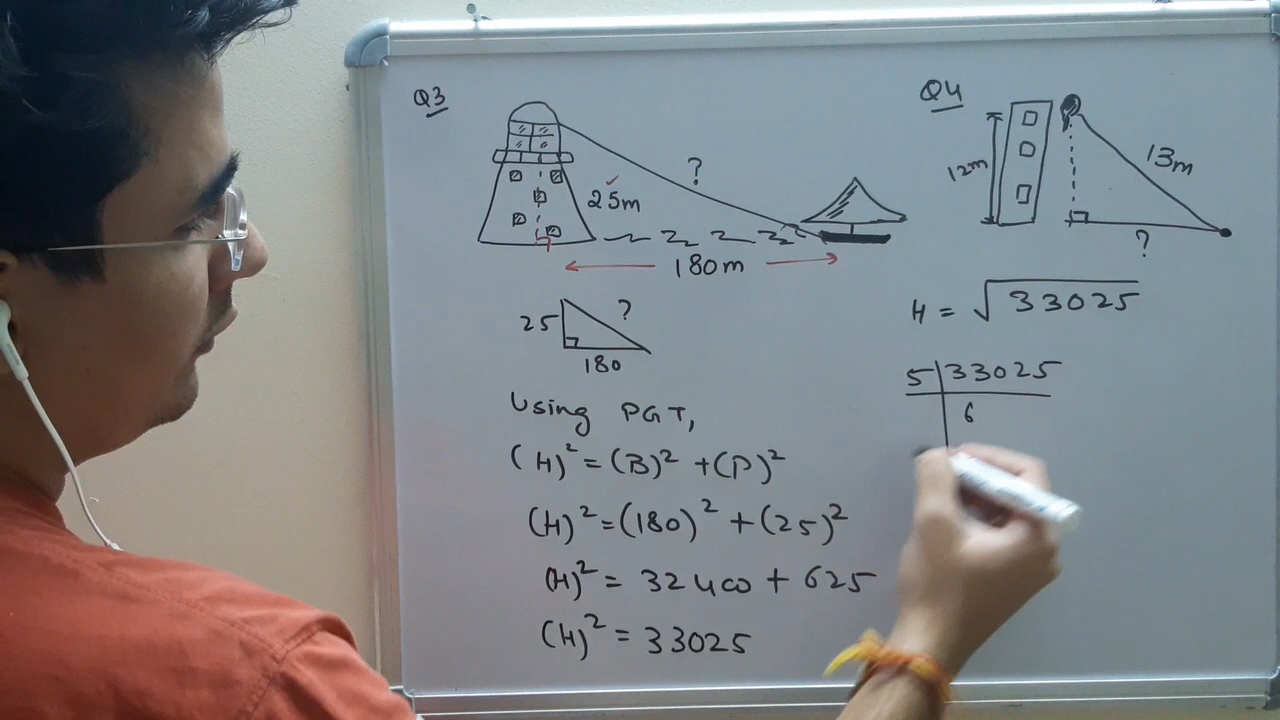 Q3
?
25m
180m
25
?
180
Using PGT,
(H)² = (B)² + (P)²
(H)² = (180)² + (25)²
(H)² = 32400 + 625
(H)² = 33025
Q4
12m
13m
?
H = √33025
5 | 33025
6